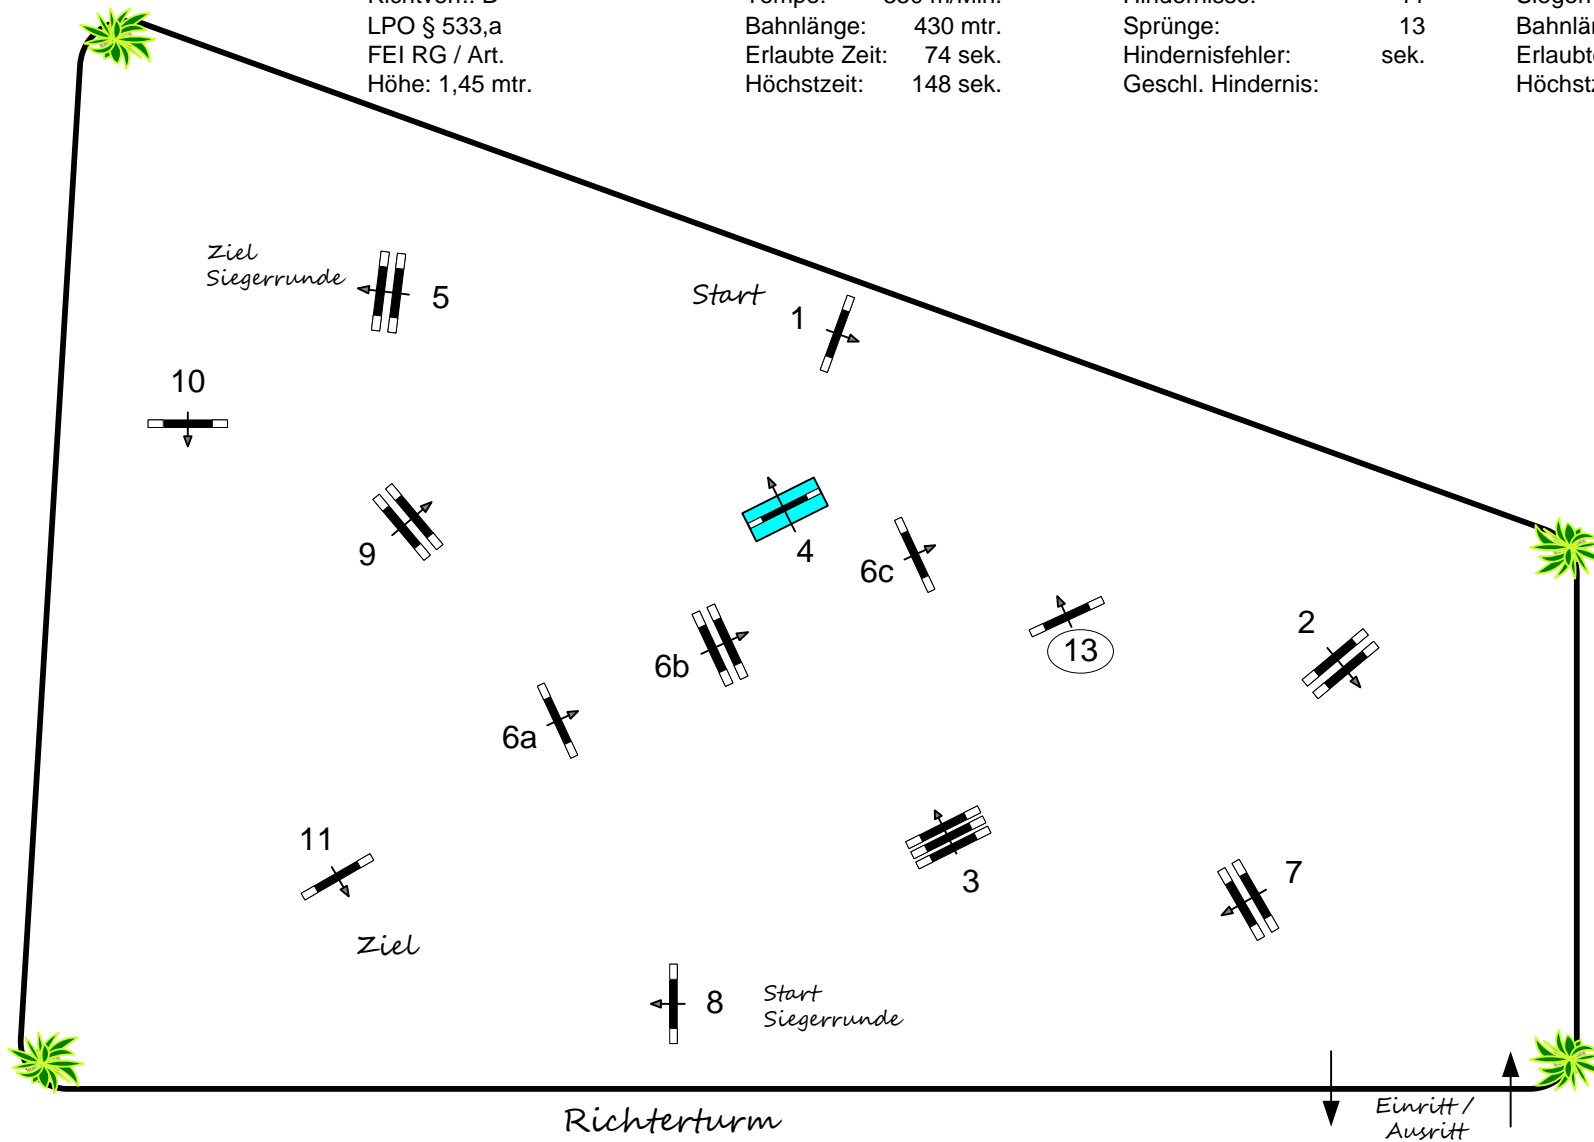 LPO § 533,a
FEI RG / Art.
Höhe: 1,45 mtr.
Bahnlänge: 430 mtr.
Erlaubte Zeit: 74 sek.
Höchstzeit: 148 sek.
Sprünge: 13
Hindernisfehler: sek.
Geschl. Hindernis:
Ziel
Siegerrunde
5
Start
1
10
9
4
6c
2
13
6b
6a
11
3
7
Ziel
8
Start
Siegerrunde
Richterturm
Einritt /
Ausritt